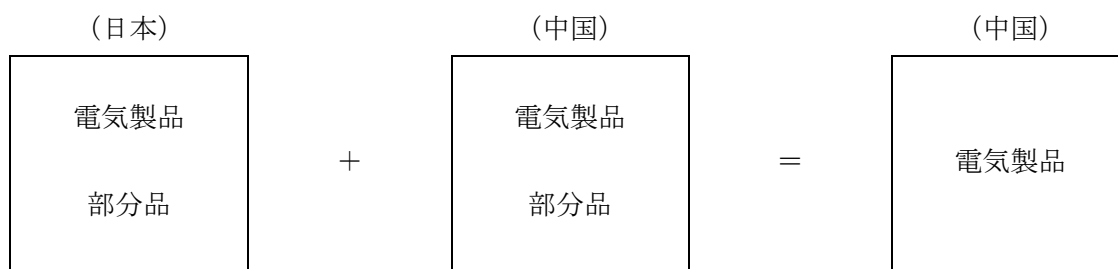 （日本） （中国） （中国）
電気製品 電気製品
＋ ＝ 電気製品
部分品 部分品